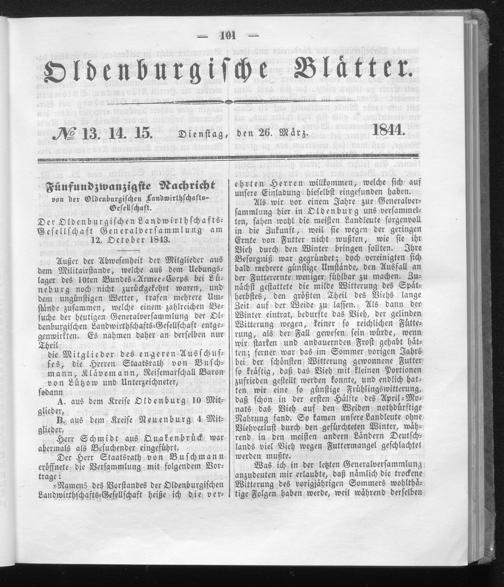 — 101 —
Oldenburgische Blätter.
№ 13. 14. 15. Dienstag, den 26. März. 1844.
Fünfundzwanzigste Nachricht
von der Oldenburgischen Landwirthschafts-
Gesellschaft.
Der Oldenburgischen Landwirthschafts-
Gesellschaft Generalversammlung am
12. October 1843.
Außer der Abwesenheit der Mitglieder aus
dem Militairstande, welche aus dem Uebungs-
lager des 10ten Bundes-Armee-Corps bei Lü-
neburg noch nicht zurückgekehrt waren, und
dem ungünstigen Wetter, trafen mehrere Um-
stände zusammen, welche einem zahlreichen Be-
suche der heutigen Generalversammlung der Ol-
denburgischen Landwirthschafts-Gesellschaft entge-
genwirkten. Es nahmen daher an derselben nur
Theil
die Mitglieder des engeren Ausschus-
ses, die Herren Staatsrath von Busch-
mann, Klävemann, Reisemarschall Baron
von Lützow und Unterzeichneter,
sodann
A. aus dem Kreise Oldenburg 10 Mit-
glieder,
B. aus dem Kreise Neuenburg 4 Mit-
glieder,
Herr Schmidt aus Quakenbrück war
abermals als Besuchender eingeführt.
Der Herr Staatsrath von Buschmann
eröffnete die Versammlung mit folgendem Vor-
trage:
»Namens des Vorstandes der Oldenburgischen
Landwirthschafts-Gesellschaft heiße ich die ver-
ehrten Herren willkommen, welche sich auf
unsere Einladung hieselbst eingefunden haben.
Als wir vor einem Jahre zur Generalver-
sammlung hier in Oldenburg uns versammel-
ten, sahen wohl die meisten Landleute sorgenvoll
in die Zukunft, weil sie wegen der geringen
Ernte von Futter nicht wußten, wie sie ihr
Vieh durch den Winter bringen sollten. Ihre
Besorgniß war gegründet; doch vereinigten sich
bald mehrere günstige Umstände, den Ausfall an
der Futterernte weniger fühlbar zu machen. Zu-
nächst gestattete die milde Witterung des Spät-
herbstes, den größten Theil des Viehs lange
Zeit auf der Weide zu lassen. Als dann der
Winter eintrat, bedurfte das Vieh, der gelinden
Witterung wegen, keiner so reichlichen Fütte-
rung, als der Fall gewesen sein würde, wenn
wir starken und andauernden Frost gehabt hät-
ten; ferner war das im Sommer vorigen Jahrs
bei der schönsten Witterung gewonnene Futter
so kräftig, daß das Vieh mit kleinen Portionen
zufrieden gestellt werden konnte, und endlich hat-
ten wir eine so günstige Frühlingswitterung,
daß schon in der ersten Hälfte des April-Mo-
nats das Vieh auf den Weiden nothdürftige
Nahrung fand. So kamen unsere Landleute ohne
Viehverlust durch den gefürchteten Winter, wäh-
rend in den meisten andern Ländern Deutsch-
lands viel Vieh wegen Futtermangel geschlachtet
werden mußte.
Was ich in der letzten Generalversammlung
anzudeuten mir erlaubte, daß nämlich die trockene
Witterung des vorigjährigen Sommers wohlthä-
tige Folgen haben werde, weil während derselben